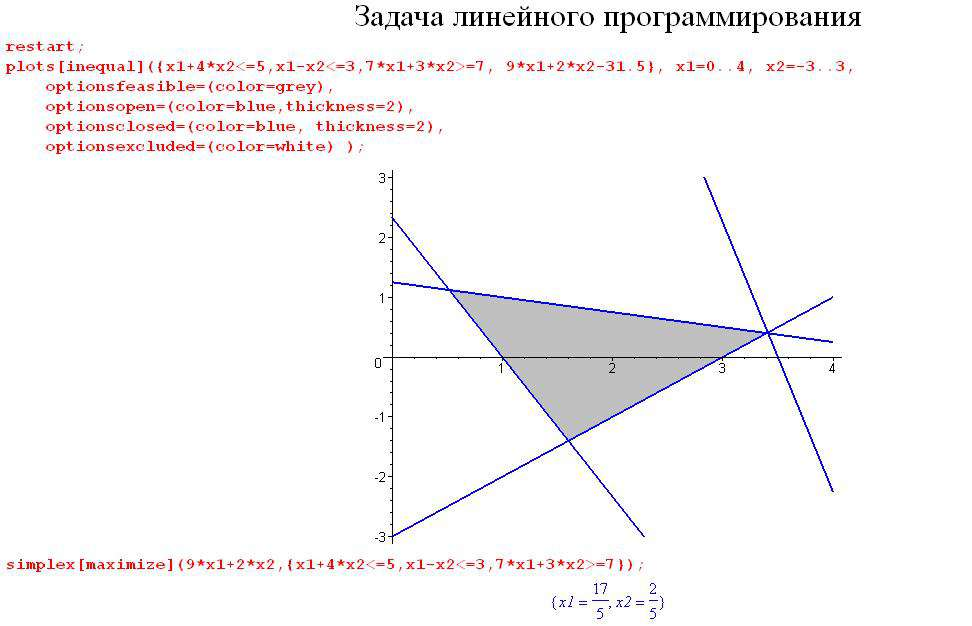 Задача линейного программирования
restart;
plots[inequal]({x1+4*x2<=5,x1-x2<=3,7*x1+3*x2>=7, 9*x1+2*x2-31.5}, x1=0..4, x2=-3..3,
optionsfeasible=(color=grey),
optionsopen=(color=blue,thickness=2),
optionsclosed=(color=blue, thickness=2),
optionsexcluded=(color=white) );
3
2
1
0
1 2 3 4
-1
-2
-3
simplex[maximize](9*x1+2*x2,{x1+4*x2<=5,x1-x2<=3,7*x1+3*x2>=7});
{x1 = 17/5, x2 = 2/5}